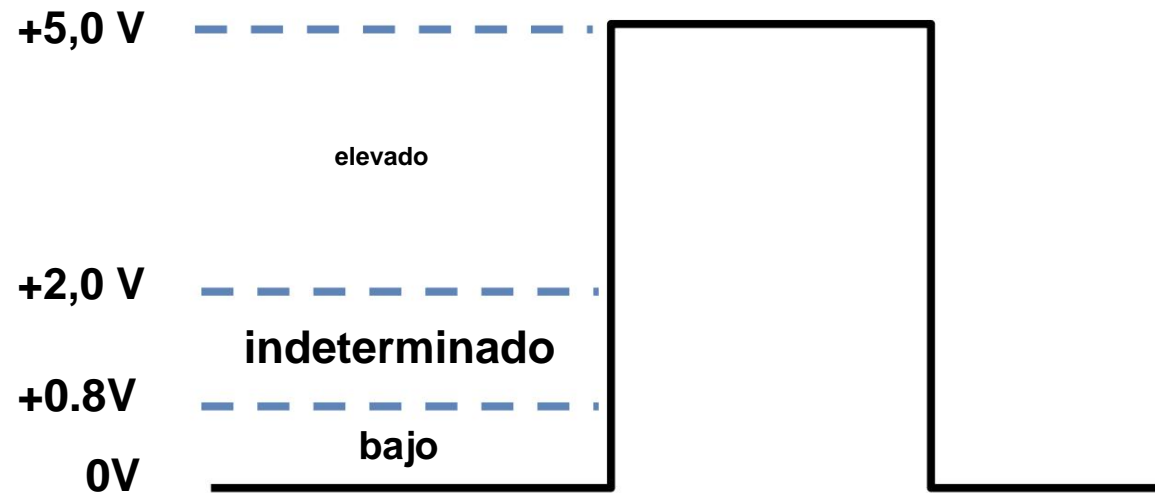 +5,0 V
elevado
+2,0 V
indeterminado
+0.8V
bajo
0V